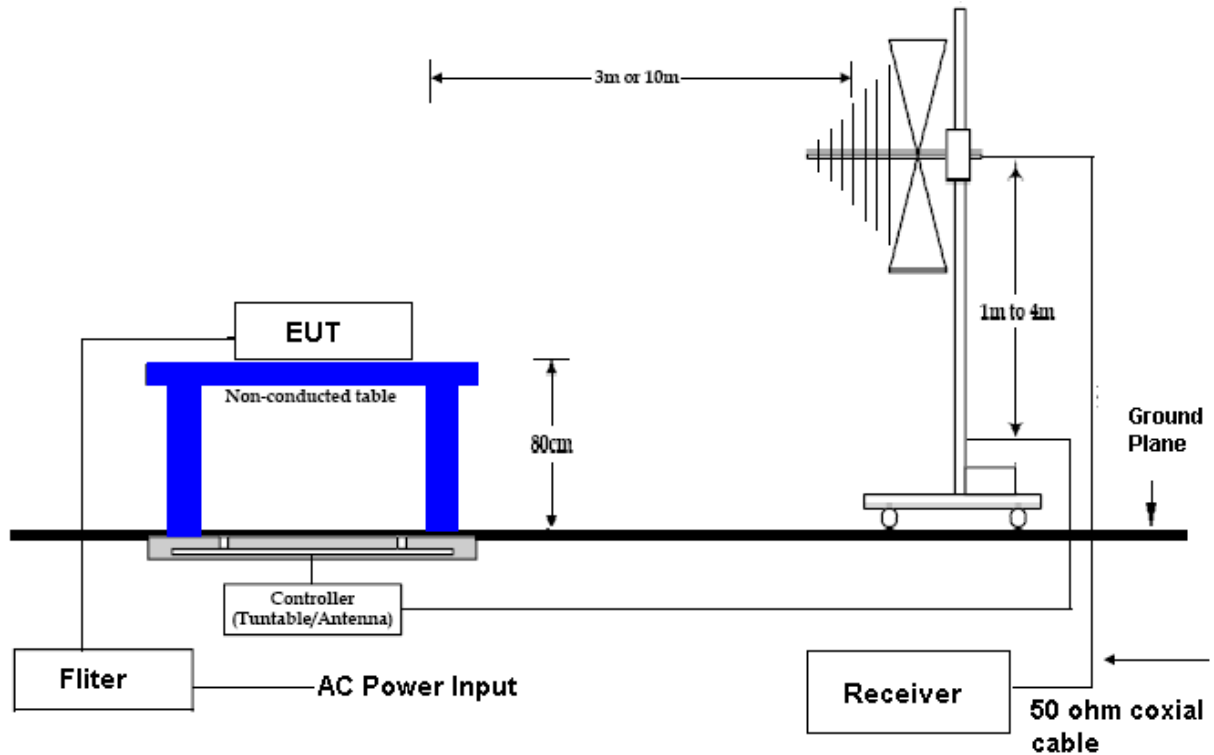 3m or 10m
EUT
1m to 4m
Non-conducted table
80cm
Ground
Plane
Controller
(Tuntable/Antenna)
Fliter
AC Power Input
Receiver
50 ohm coxial
cable